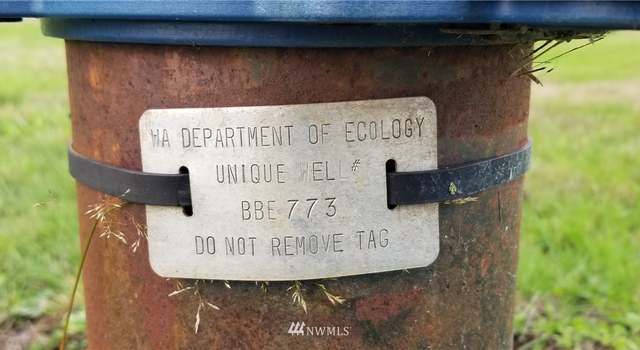 WA DEPARTMENT OF ECOLOGY
UNIQUE WELL#
BBE 773
DO NOT REMOVE TAG
NWMLS